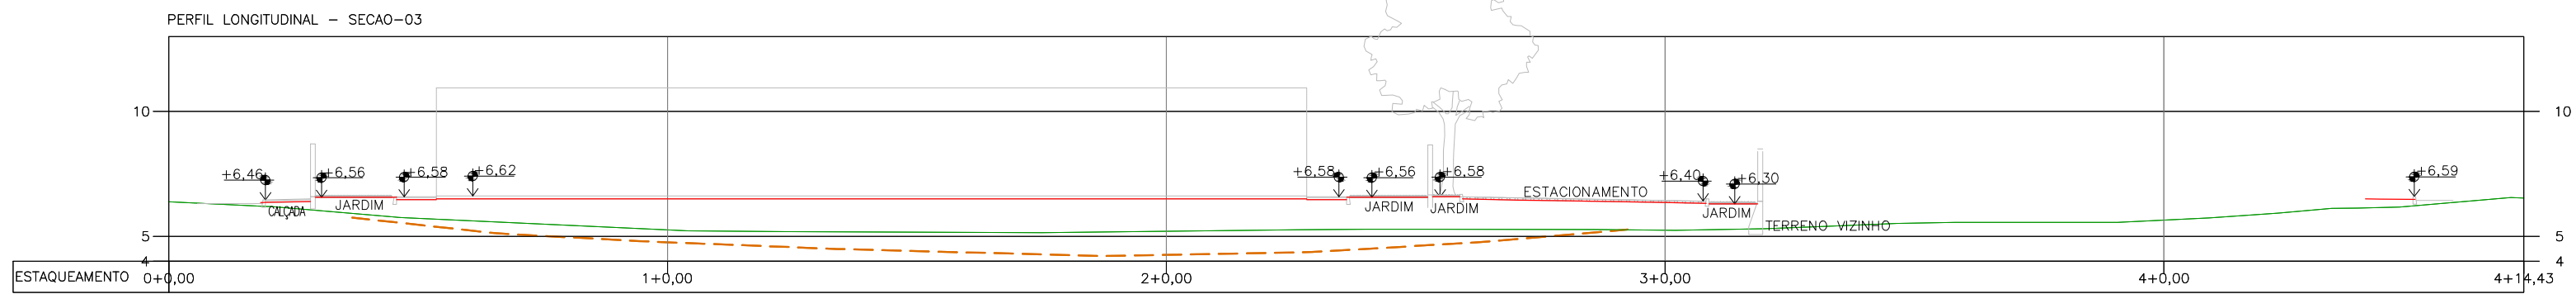 PERFIL LONGITUDINAL - SECAO-03
10
10
+6,46
+6,56
+6,58
+6,62
+6,58
+6,56
+6,58
+6,40
+6,30
+6,59
CALÇADA
JARDIM
JARDIM
JARDIM
ESTACIONAMENTO
JARDIM
TERRENO VIZINHO
5
5
4
4
ESTAQUEAMENTO 0+0,00 1+0,00 2+0,00 3+0,00 4+0,00 4+14,43